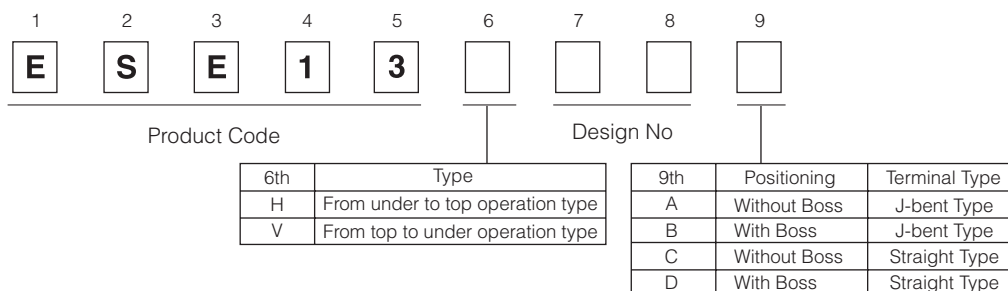 1 2 3 4 5 6 7 8 9
E S E 1 3
Product Code Design No
6th Type
H From under to top operation type
V From top to under operation type
9th Positioning Terminal Type
A Without Boss J-bent Type
B With Boss J-bent Type
C Without Boss Straight Type
D With Boss Straight Type